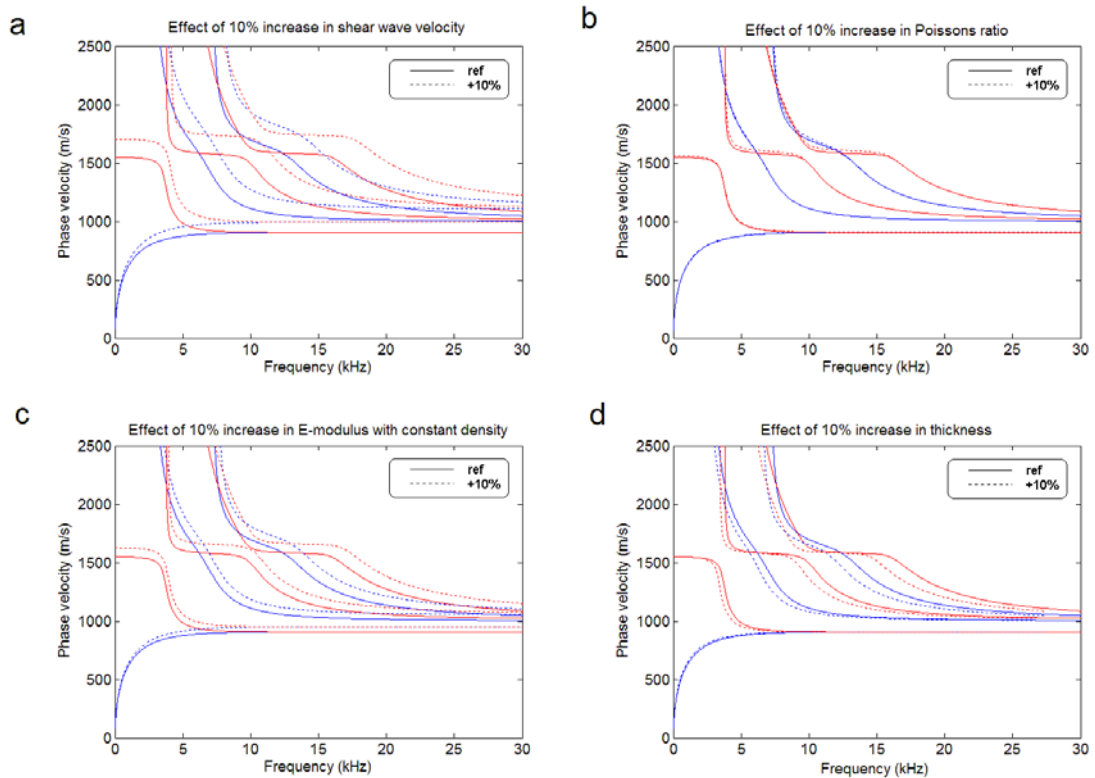 a
Effect of 10% increase in shear wave velocity
2500
2000
1500
1000
500
0
Phase velocity (m/s)
ref
+10%
0 5 10 15 20 25 30
Frequency (kHz)
b
Effect of 10% increase in Poissons ratio
2500
2000
1500
1000
500
0
Phase velocity (m/s)
ref
+10%
0 5 10 15 20 25 30
Frequency (kHz)
c
Effect of 10% increase in E-modulus with constant density
2500
2000
1500
1000
500
0
Phase velocity (m/s)
ref
+10%
0 5 10 15 20 25 30
Frequency (kHz)
d
Effect of 10% increase in thickness
2500
2000
1500
1000
500
0
Phase velocity (m/s)
ref
+10%
0 5 10 15 20 25 30
Frequency (kHz)